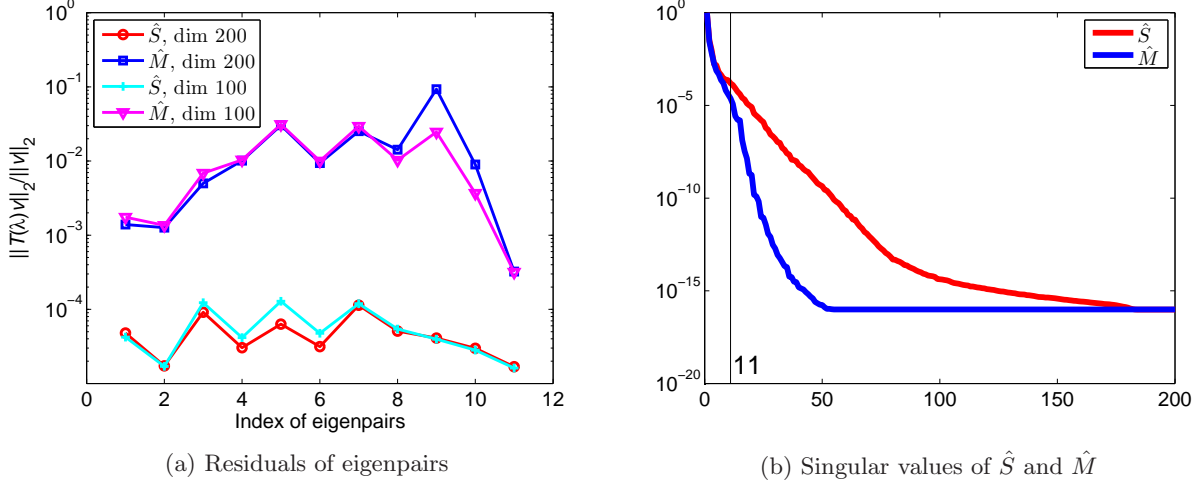 10^0
10^{-1}
10^{-2}
10^{-3}
10^{-4}
||T(λ)v||_2/||v||_2
Ŝ, dim 200
M̂, dim 200
Ŝ, dim 100
M̂, dim 100
0 2 4 6 8 10 12
Index of eigenpairs
(a) Residuals of eigenpairs
10^0
10^{-5}
10^{-10}
10^{-15}
10^{-20}
Ŝ
M̂
11
0 50 100 150 200
(b) Singular values of Ŝ and M̂